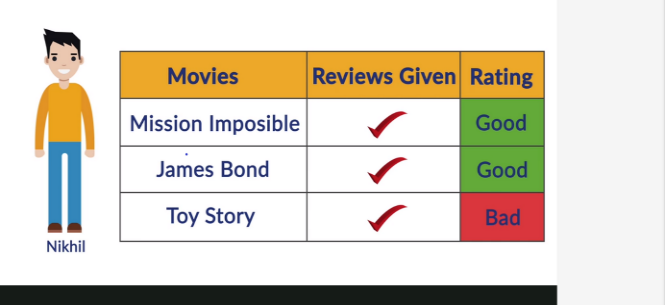 Movies Reviews Given Rating
Mission Imposible Good
James Bond Good
Toy Story Bad
Nikhil